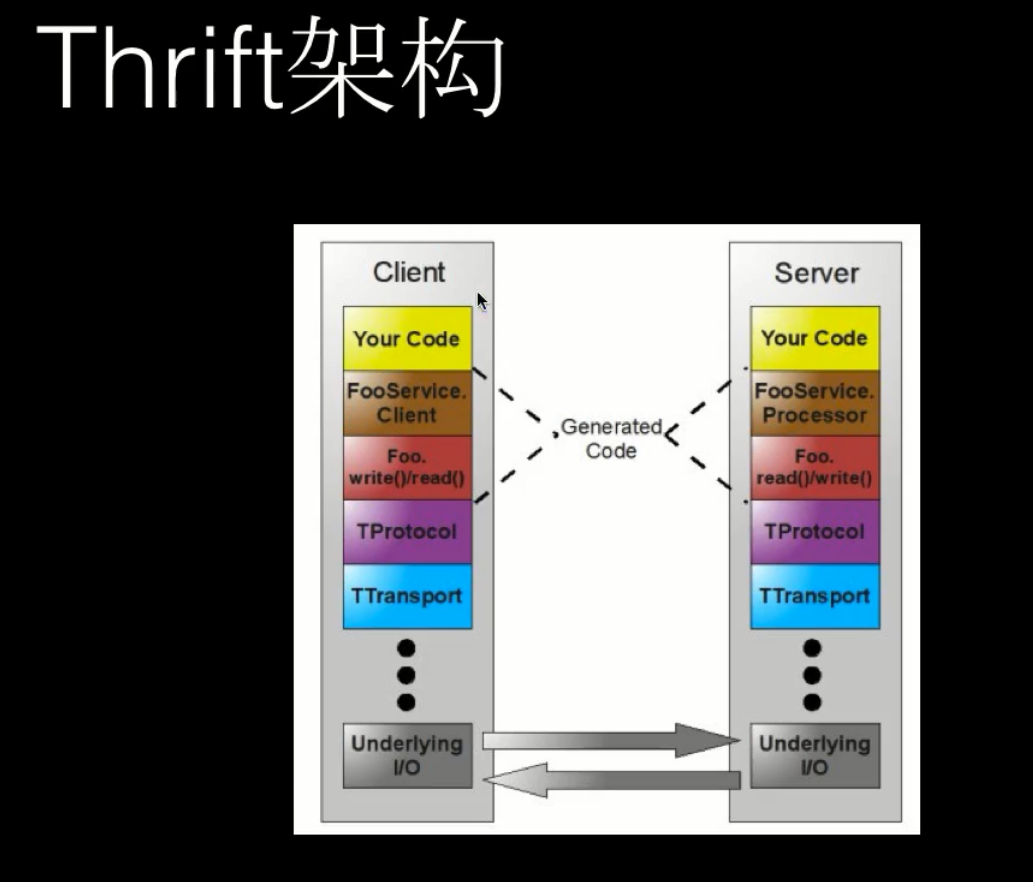 Thrift架构
Client
Your Code
FooService.
Client
Foo.
write()/read()
TProtocol
TTransport
Underlying
I/O
Generated
Code
Server
Your Code
FooService.
Processor
Foo.
read()/write()
TProtocol
TTransport
Underlying
I/O